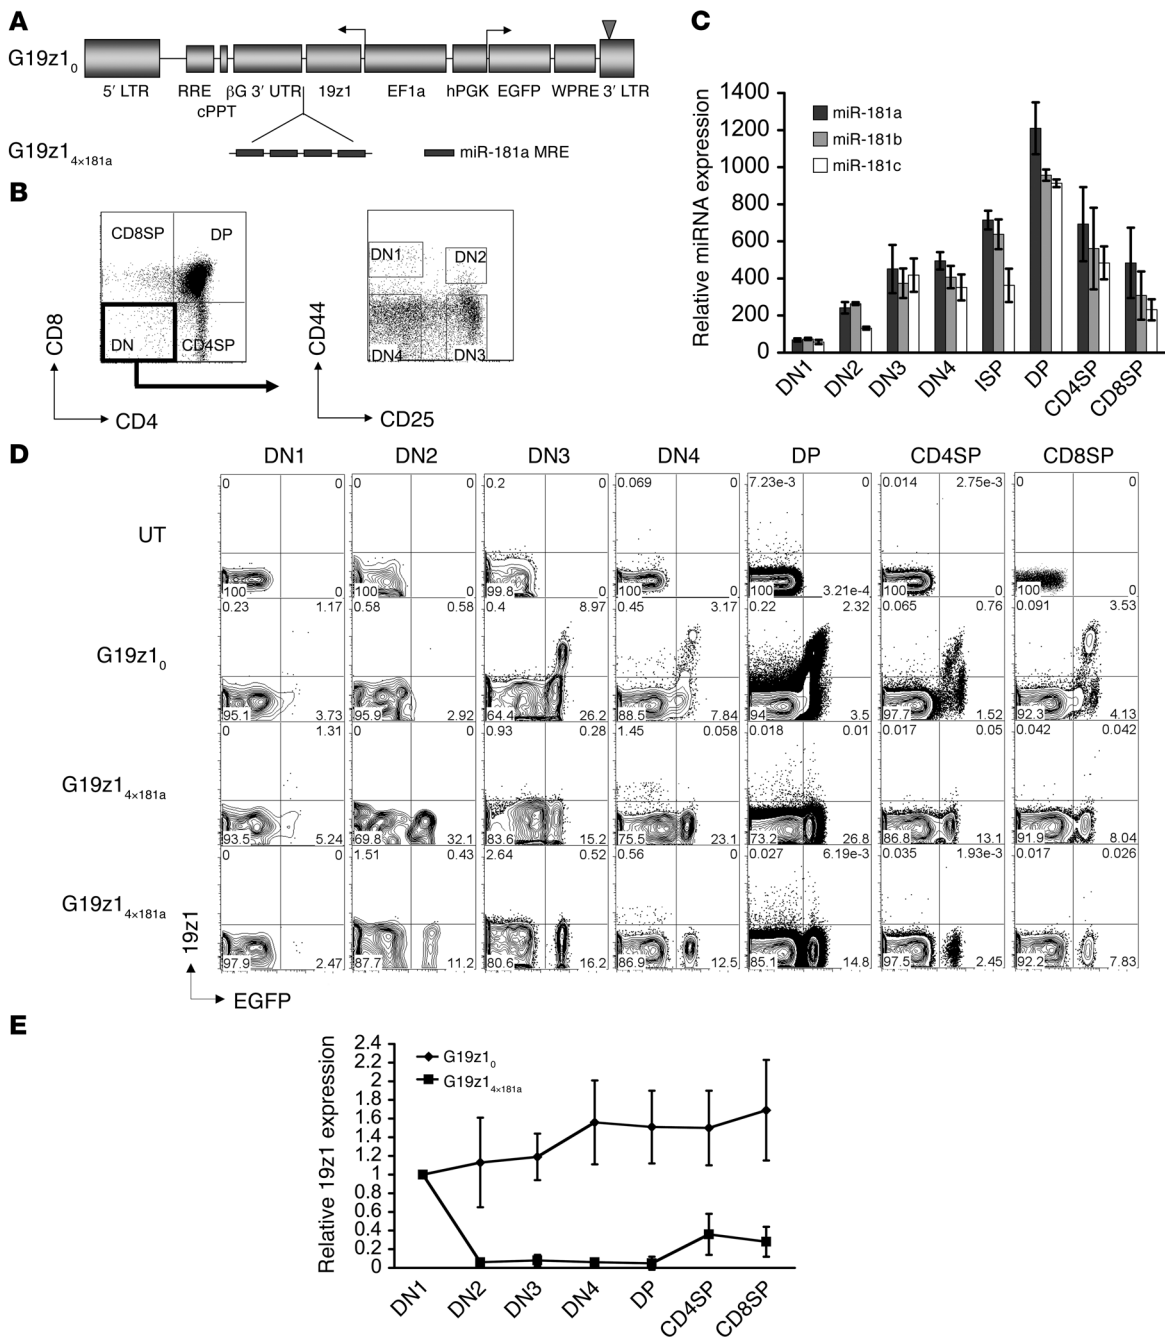 A
G19z1₀
5′ LTR RRE cPPT βG 3′ UTR 19z1 EF1a hPGK EGFP WPRE 3′ LTR
G19z1₄ₓ₁₈₁ₐ
miR-181a MRE
B
CD8SP DP
DN CD4SP
CD8
CD4
DN1 DN2
DN4 DN3
CD44
CD25
C
Relative miRNA expression
1400
1200
1000
800
600
400
200
0
miR-181a
miR-181b
miR-181c
DN1 DN2 DN3 DN4 ISP DP CD4SP CD8SP
D
DN1 DN2 DN3 DN4 DP CD4SP CD8SP
UT
0 0 0 0 0.2 0 0.069 0 7.23e-3 0 0.014 2.75e-3 0 0
100 0 100 0 99.8 0 100 0 100 3.21e-4 100 0 100 0
G19z1₀
0.23 1.17 0.58 0.58 0.4 8.97 0.45 3.17 0.22 2.32 0.065 0.76 0.091 3.53
95.1 3.73 95.9 2.92 64.4 26.2 88.5 7.84 94 3.5 97.7 1.52 92.3 4.13
G19z1₄ₓ₁₈₁ₐ
0 1.31 0 0 0.93 0.28 1.45 0.058 0.018 0.01 0.017 0.05 0.042 0.042
93.5 5.24 69.8 32.1 83.6 15.2 75.5 23.1 73.2 26.8 86.8 13.1 91.9 8.04
G19z1₄ₓ₁₈₁ₐ
0 0 1.51 0.43 2.64 0.52 0.56 0 0.027 6.19e-3 0.035 1.93e-3 0.017 0.026
97.9 2.47 87.7 11.2 80.6 16.2 86.9 12.5 85.1 14.8 97.5 2.45 92.2 7.83
19z1
EGFP
E
Relative 19z1 expression
2.4
2.2
2
1.8
1.6
1.4
1.2
1
0.8
0.6
0.4
0.2
0
G19z1₀
G19z1₄ₓ₁₈₁ₐ
DN1 DN2 DN3 DN4 DP CD4SP CD8SP